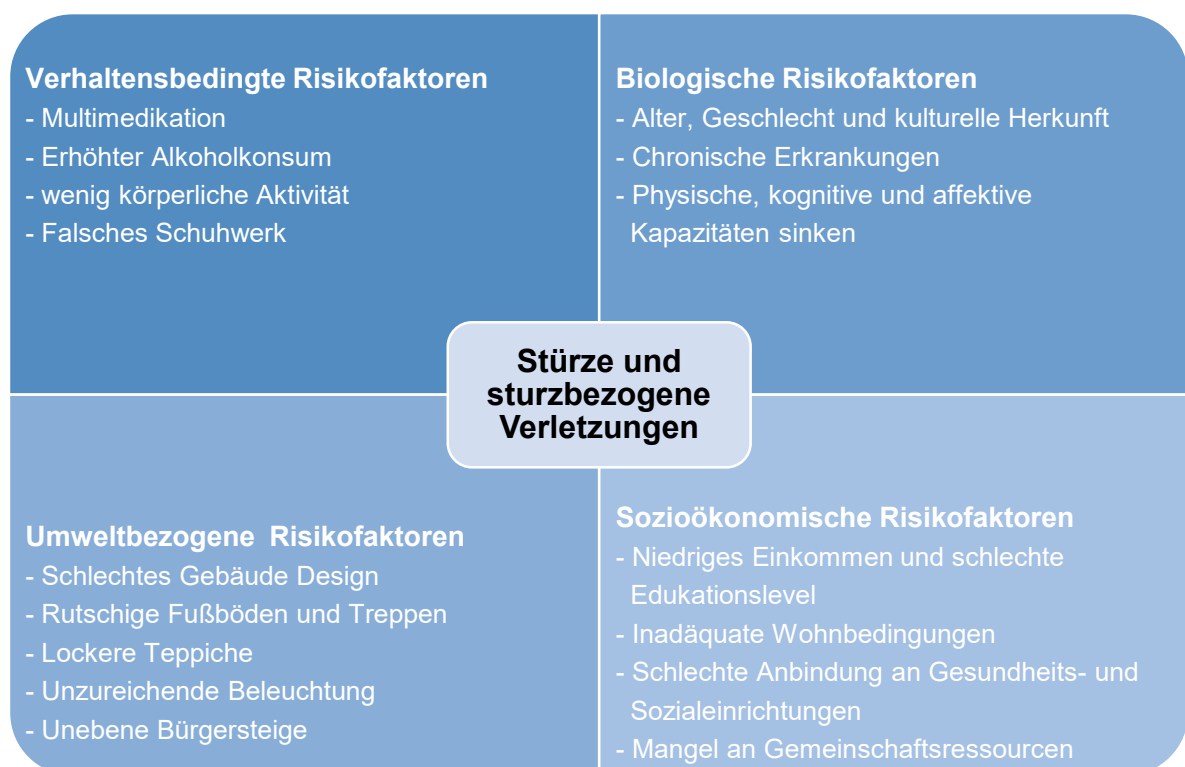 Verhaltensbedingte Risikofaktoren
- Multimedikation
- Erhöhter Alkoholkonsum
- wenig körperliche Aktivität
- Falsches Schuhwerk
Biologische Risikofaktoren
- Alter, Geschlecht und kulturelle Herkunft
- Chronische Erkrankungen
- Physische, kognitive und affektive
Kapazitäten sinken
Stürze und
sturzbezogene
Verletzungen
Umweltbezogene Risikofaktoren
- Schlechtes Gebäude Design
- Rutschige Fußböden und Treppen
- Lockere Teppiche
- Unzureichende Beleuchtung
- Unebene Bürgersteige
Sozioökonomische Risikofaktoren
- Niedriges Einkommen und schlechte
Edukationslevel
- Inadäquate Wohnbedingungen
- Schlechte Anbindung an Gesundheits- und
Sozialeinrichtungen
- Mangel an Gemeinschaftsressourcen